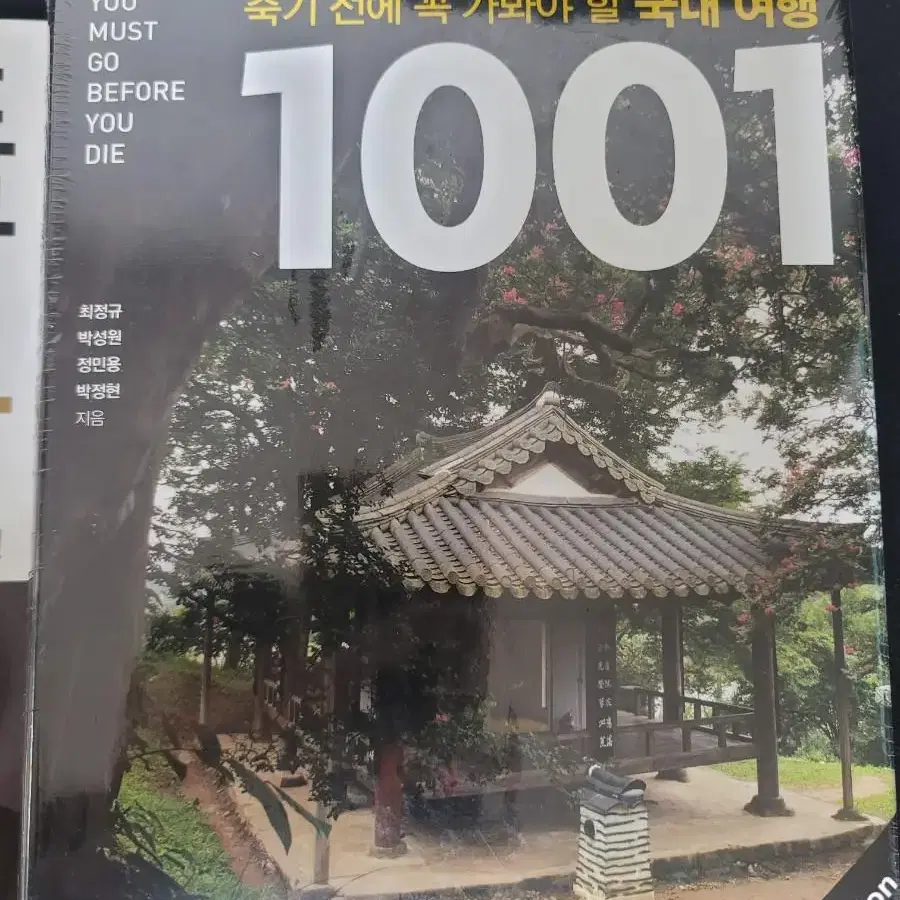 YOU
MUST
GO
BEFORE
YOU
DIE
죽기 전에 꼭 가봐야 할 국내 여행
1001
최정규
박성원
정민용
박정현
지음
on